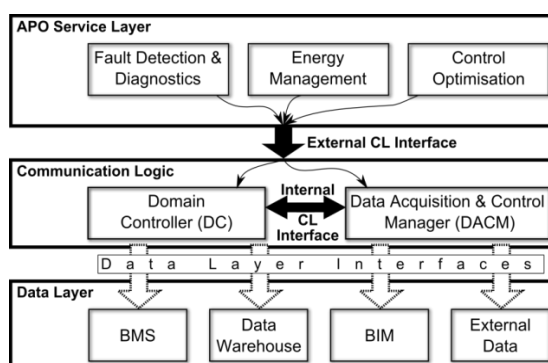 APO Service Layer
Fault Detection &
Diagnostics
Energy
Management
Control
Optimisation
External CL Interface
Communication Logic
Domain
Controller (DC)
Internal
CL
Interface
Data Acquisition & Control
Manager (DACM)
Data Layer Interfaces
Data Layer
BMS
Data
Warehouse
BIM
External
Data